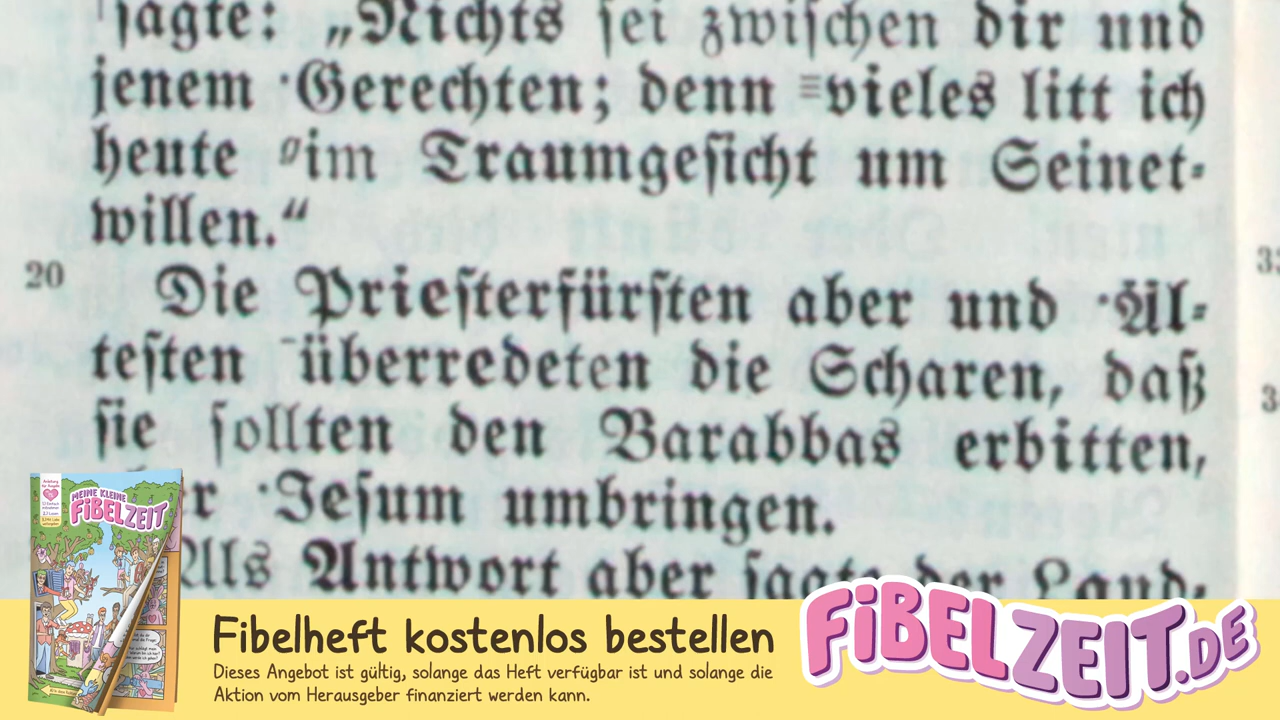 sagte: „Nichts sei zwischen dir und
jenem ·Gerechten; denn ≡vieles litt ich
heute ºim Traumgesicht um Seinet-
willen.“
20 Die Priesterfürsten aber und ·Äl-
testen ¯überredeten die Scharen, daß
sie sollten den Barabbas erbitten,
r ·Jesum umbringen.
Als Antwort aber sagte der Land-
MEINE KLEINE
FiBELZEIT
Fibelheft kostenlos bestellen
Dieses Angebot ist gültig, solange das Heft verfügbar ist und solange die
Aktion vom Herausgeber finanziert werden kann.
FiBELZEIT.DE